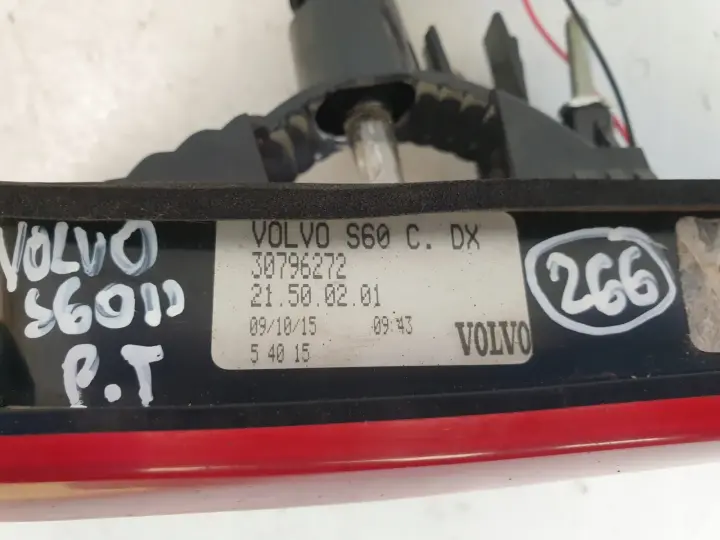 VOLVO
S60 II
P.T
VOLVO S60 C. DX
30796272
21.50.02.01
09/10/15 09:43
5 40 15
VOLVO
266